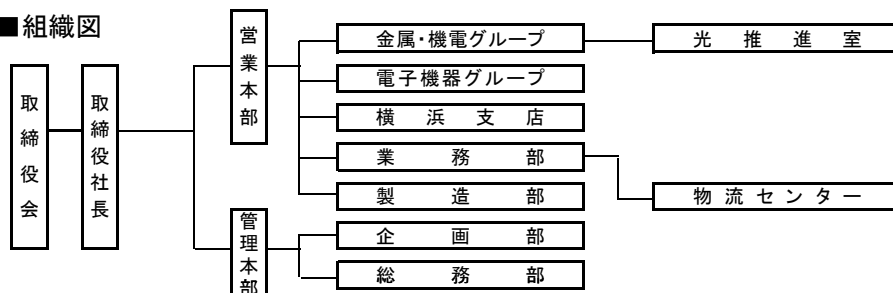 ■組織図
取締役会
取締役社長
営業本部
金属・機電グループ
光推進室
電子機器グループ
横浜支店
業務部
物流センター
製造部
管理本部
企画部
総務部